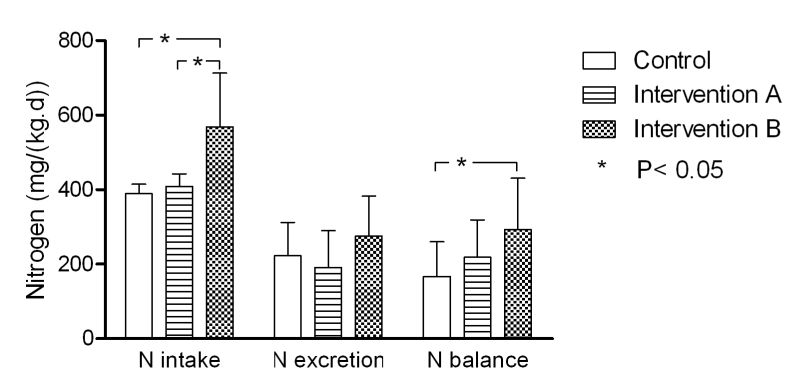 800
600
400
200
0
Nitrogen (mg/(kg.d))
*
*
*
N intake
N excretion
N balance
Control
Intervention A
Intervention B
* P< 0.05